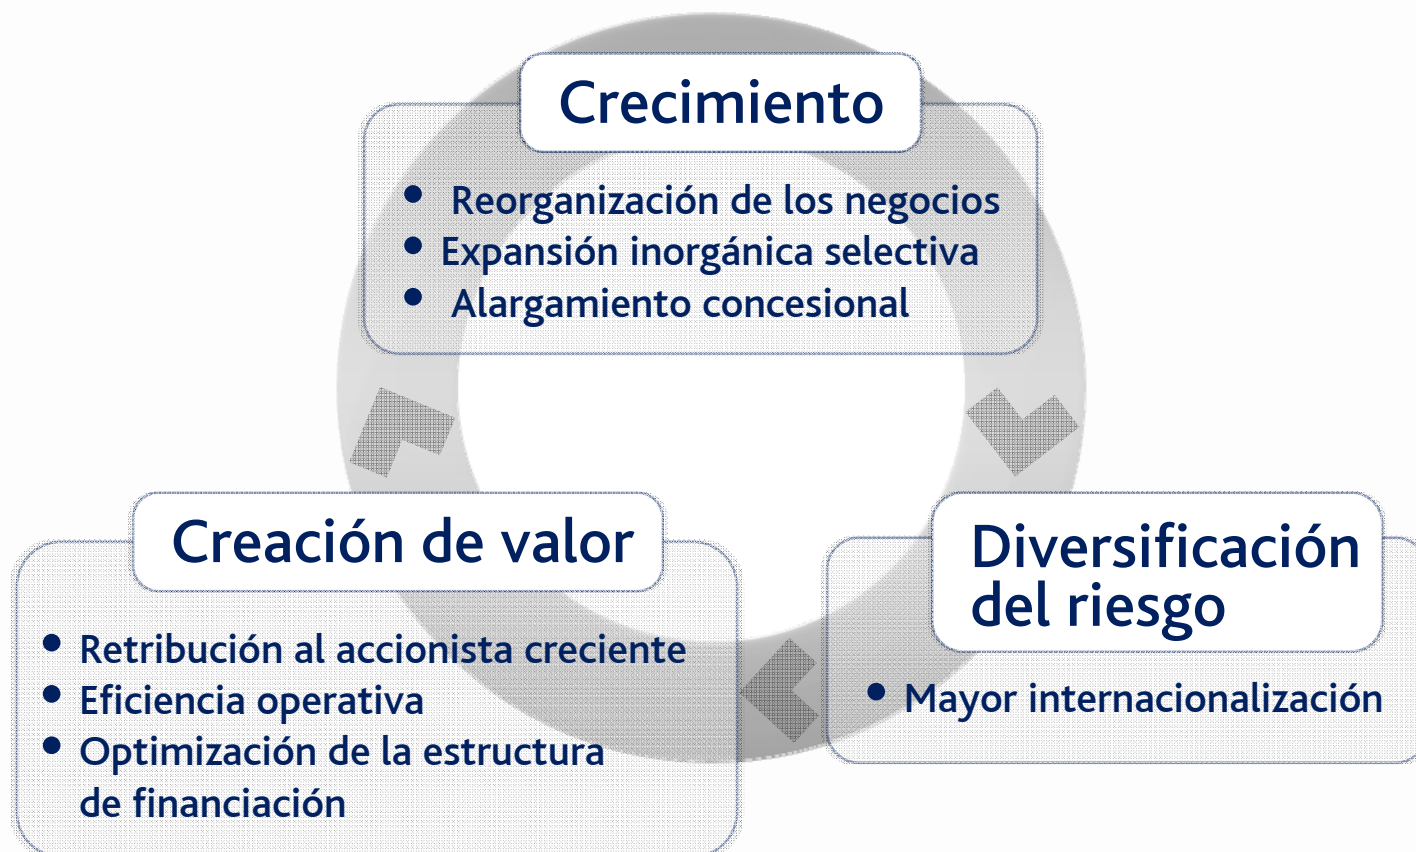 Crecimiento
• Reorganización de los negocios
• Expansión inorgánica selectiva
• Alargamiento concesional
Creación de valor
• Retribución al accionista creciente
• Eficiencia operativa
• Optimización de la estructura
de financiación
Diversificación
del riesgo
• Mayor internacionalización